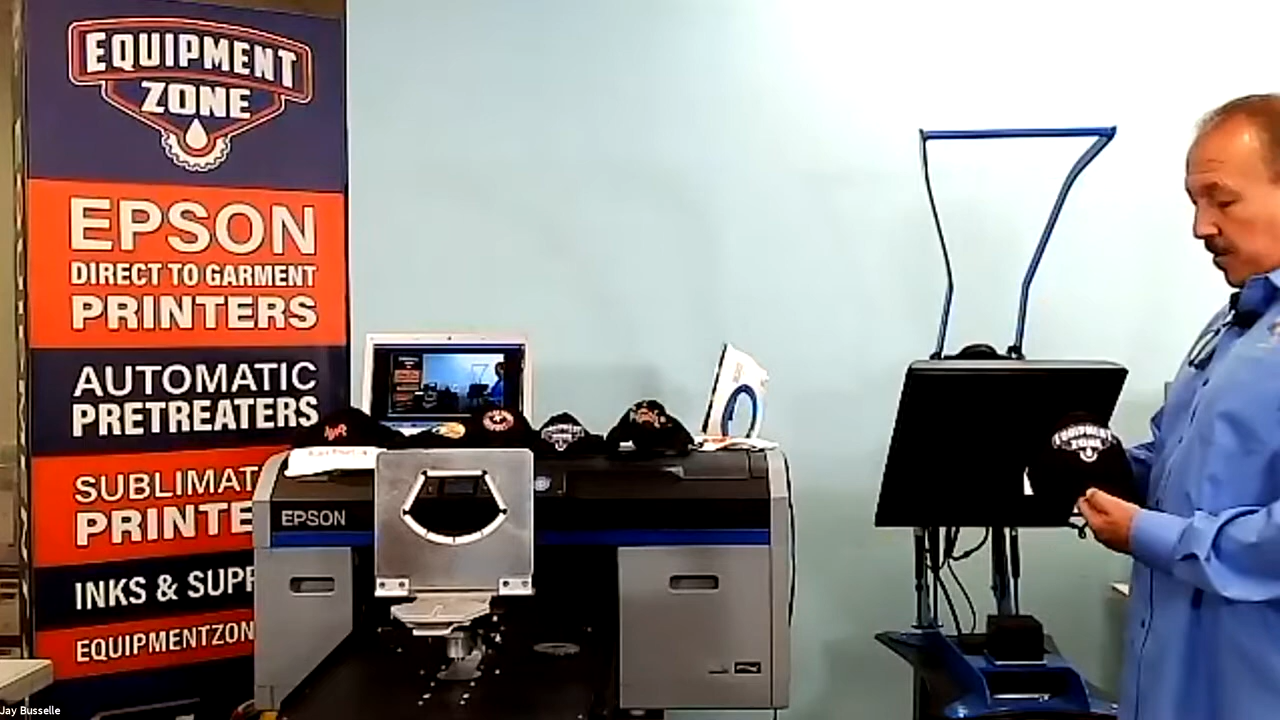 EQUIPMENT
ZONE
EPSON
DIRECT TO GARMENT
PRINTERS
AUTOMATIC
PRETREATERS
SUBLIMAT
PRINTE
INKS & SUPP
EQUIPMENTZON
EPSON
EQUIPMENT
ZONE
Jay Busselle